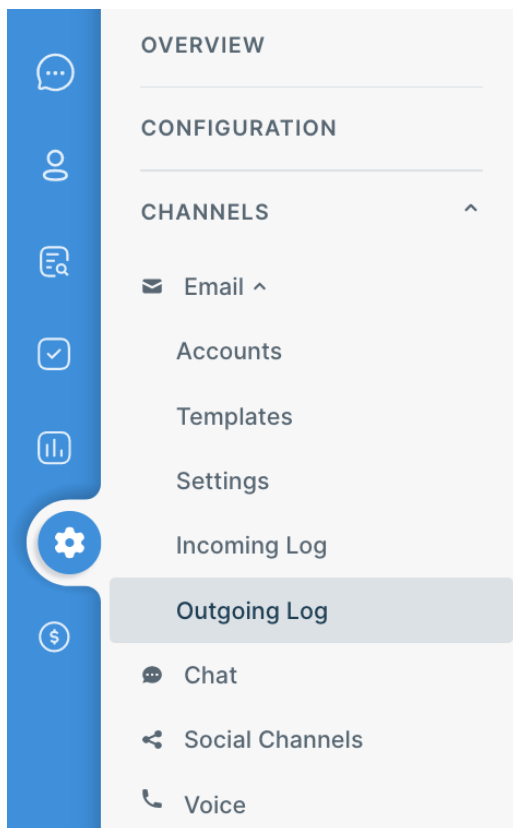 OVERVIEW
CONFIGURATION
CHANNELS
Email
Accounts
Templates
Settings
Incoming Log
Outgoing Log
Chat
Social Channels
Voice